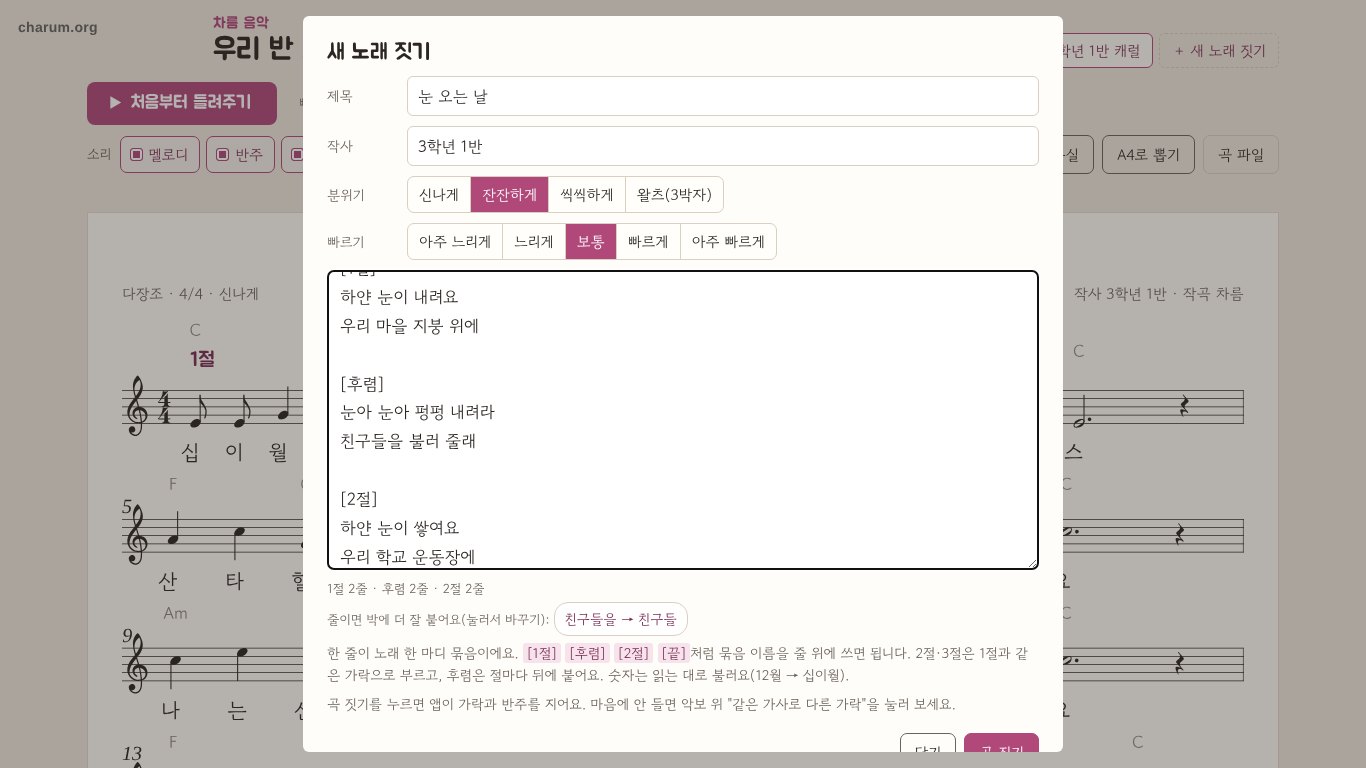 charum.org
차름 음악
우리 반
학년 1반 캐럴
+ 새 노래 짓기
▶ 처음부터 들려주기
소리
멜로디
반주
A4로 뽑기
곡 파일
새 노래 짓기
제목
눈 오는 날
작사
3학년 1반
분위기
신나게
잔잔하게
씩씩하게
왈츠(3박자)
빠르기
아주 느리게
느리게
보통
빠르게
아주 빠르게
[1절]
하얀 눈이 내려요
우리 마을 지붕 위에
[후렴]
눈아 눈아 펑펑 내려라
친구들을 불러 줄래
[2절]
하얀 눈이 쌓여요
우리 학교 운동장에
1절 2줄 · 후렴 2줄 · 2절 2줄
줄이면 박에 더 잘 붙어요(눌러서 바꾸기): 친구들을 → 친구들
한 줄이 노래 한 마디 묶음이에요. [1절] [후렴] [2절] [끝]처럼 묶음 이름을 줄 위에 쓰면 됩니다. 2절·3절은 1절과 같
은 가락으로 부르고, 후렴은 절마다 뒤에 붙어요. 숫자는 읽는 대로 불러요(12월 → 십이월).
곡 짓기를 누르면 앱이 가락과 반주를 지어요. 마음에 안 들면 악보 위 "같은 가사로 다른 가락"을 눌러 보세요.
닫기
곡 짓기
다장조 · 4/4 · 신나게
작사 3학년 1반 · 작곡 차름
C
C
1절
4
4
십 이 월
스
F
C
5
산 타
요
Am
C
9
나 는
요
F
C
13